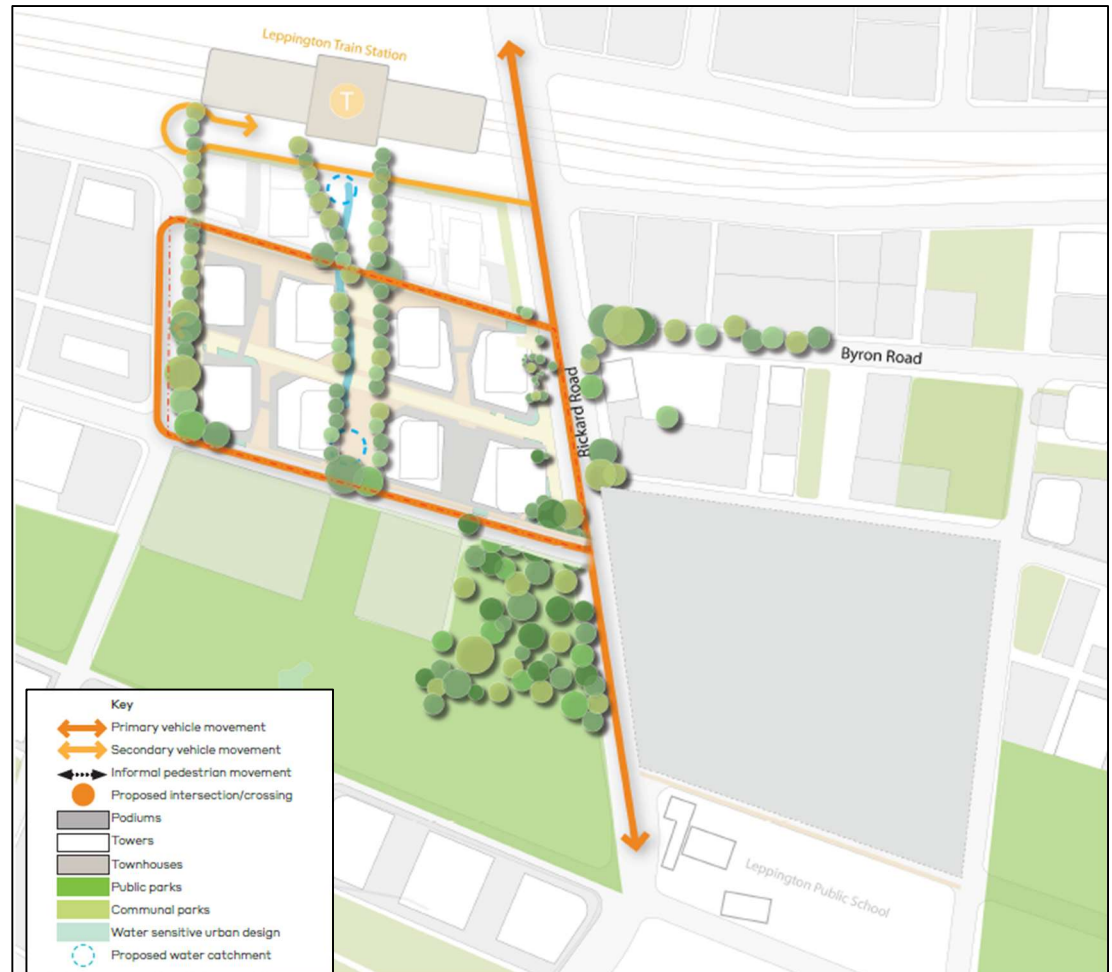 Leppington Train Station
T
Byron Road
Rickard Road
Leppington Public School
Key
Primary vehicle movement
Secondary vehicle movement
Informal pedestrian movement
Proposed intersection/crossing
Podiums
Towers
Townhouses
Public parks
Communal parks
Water sensitive urban design
Proposed water catchment